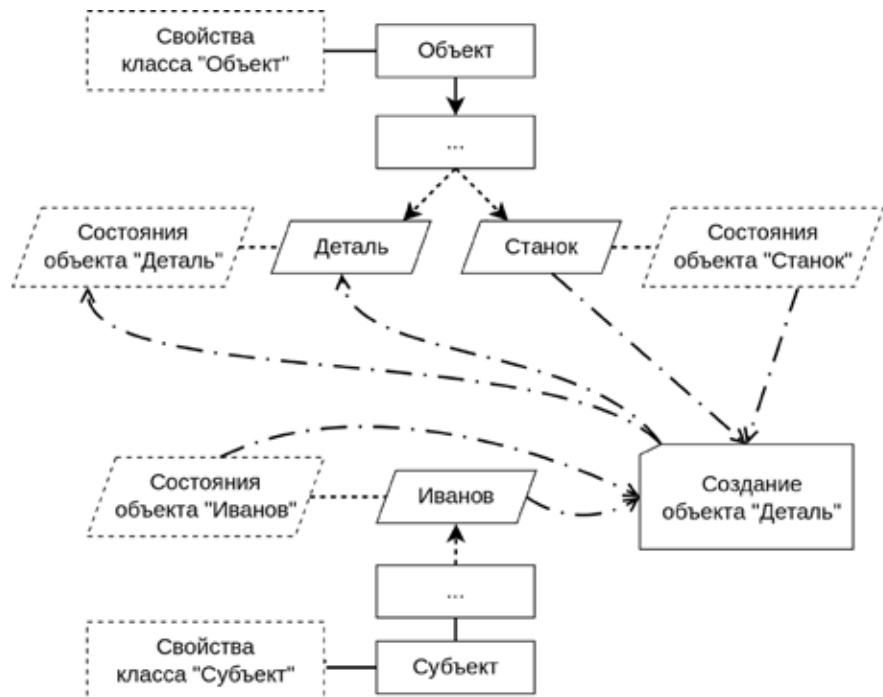 Свойства
класса "Объект"
Объект
...
Состояния
объекта "Деталь"
Деталь
Станок
Состояния
объекта "Станок"
Состояния
объекта "Иванов"
Иванов
Создание
объекта "Деталь"
...
Свойства
класса "Субъект"
Субъект